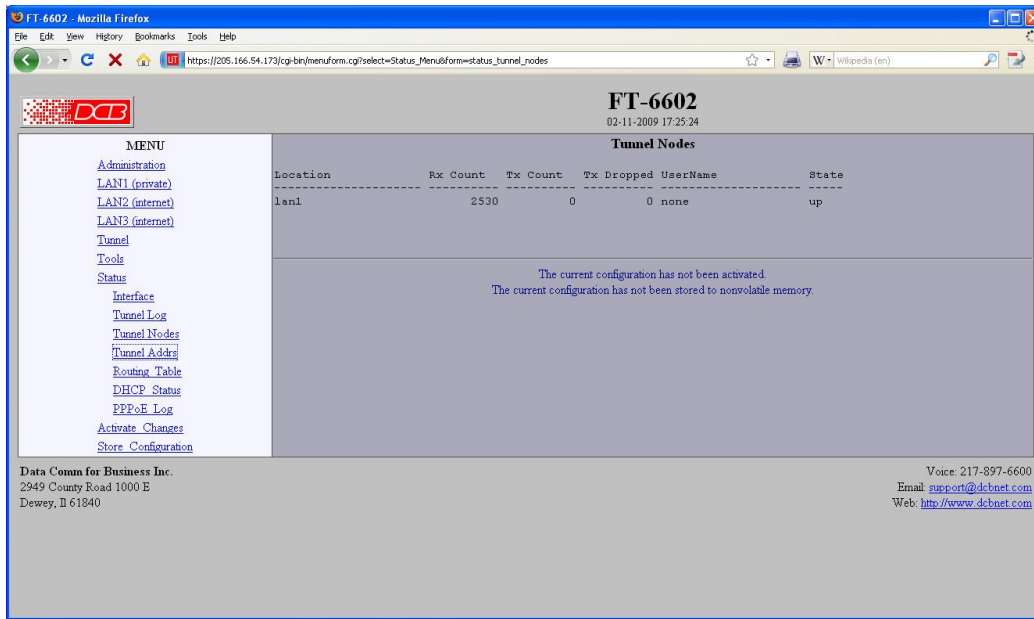 FT-6602 - Mozilla Firefox
File Edit View History Bookmarks Tools Help
https://205.166.54.173/cgi-bin/menuform.cgi?select=Status_Menu&form=status_tunnel_nodes
W Wikipedia (en)
DCB
FT-6602
02-11-2009 17:25:24
MENU
Administration
LAN1 (private)
LAN2 (internet)
LAN3 (internet)
Tunnel
Tools
Status
Interface
Tunnel Log
Tunnel Nodes
Tunnel Addrs
Routing Table
DHCP Status
PPPoE Log
Activate Changes
Store Configuration
Tunnel Nodes
Location Rx Count Tx Count Tx Dropped UserName State
lan1 2530 0 0 none up
The current configuration has not been activated.
The current configuration has not been stored to nonvolatile memory.
Data Comm for Business Inc.
2949 County Road 1000 E
Dewey, Il 61840
Voice: 217-897-6600
Email: support@dcbnet.com
Web: http://www.dcbnet.com